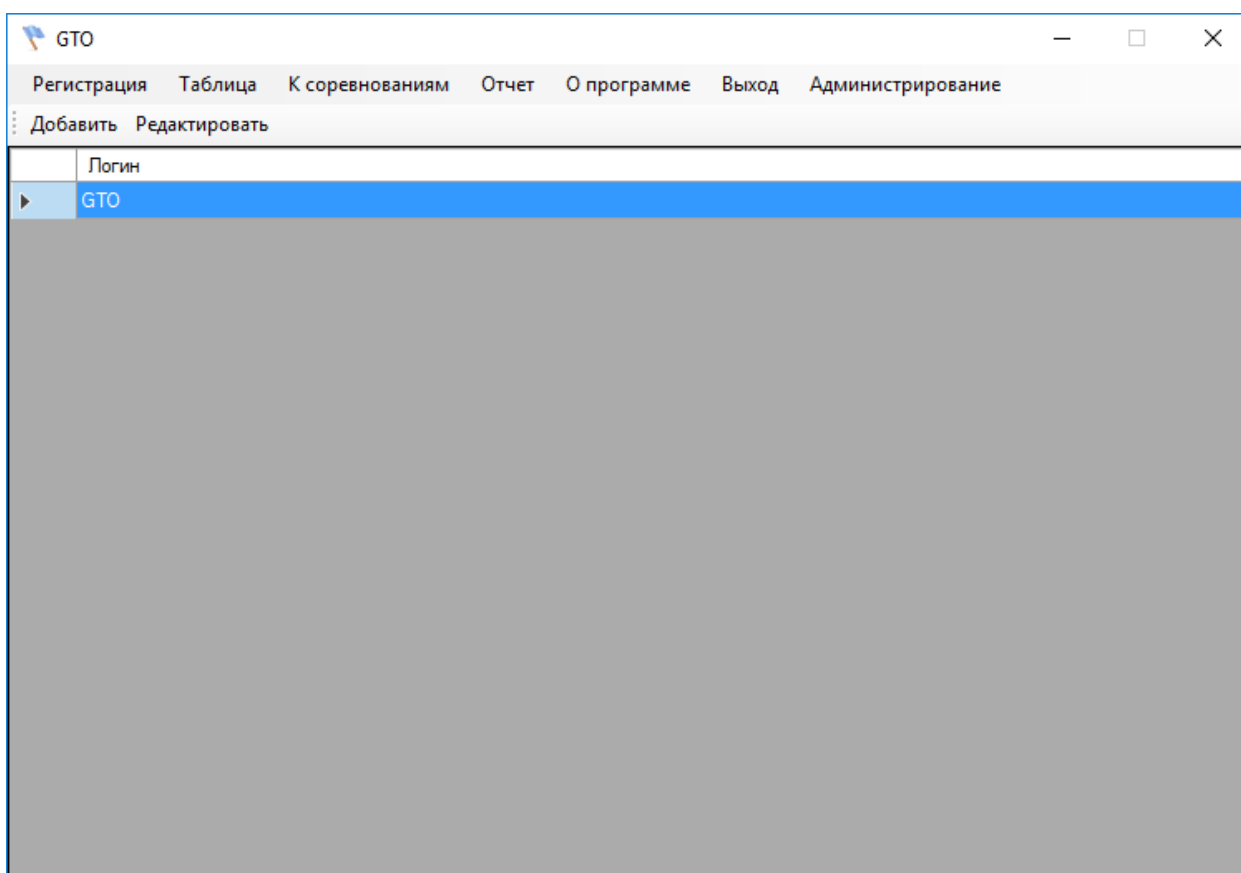 GTO
Регистрация Таблица К соревнованиям Отчет О программе Выход Администрирование
Добавить Редактировать
Логин
GTO